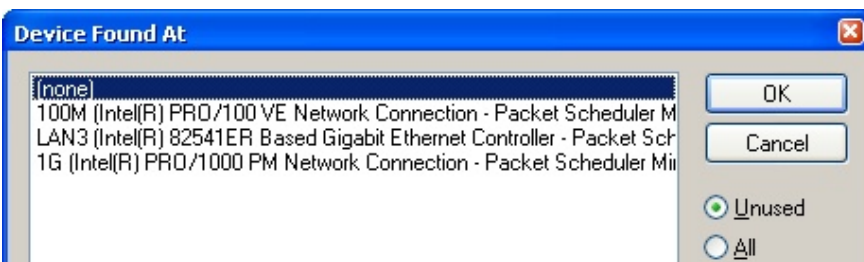 Device Found At
(none)
100M (Intel(R) PRO/100 VE Network Connection - Packet Scheduler M
LAN3 (Intel(R) 82541ER Based Gigabit Ethernet Controller - Packet Sch
1G (Intel(R) PRO/1000 PM Network Connection - Packet Scheduler Mi
OK
Cancel
Unused
All